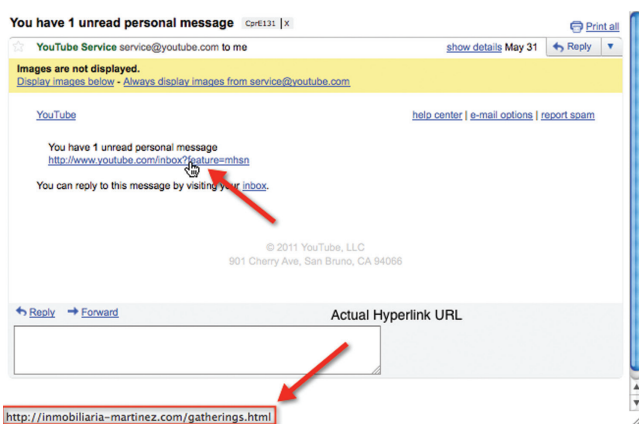 You have 1 unread personal message CprE131 X
Print all
YouTube Service service@youtube.com to me show details May 31 Reply
Images are not displayed.
Display images below - Always display images from service@youtube.com
YouTube help center | e-mail options | report spam
You have 1 unread personal message
http://www.youtube.com/inbox?feature=mhsn
You can reply to this message by visiting your inbox.
© 2011 YouTube, LLC
901 Cherry Ave, San Bruno, CA 94066
Reply Forward
Actual Hyperlink URL
http://inmobiliaria-martinez.com/gatherings.html